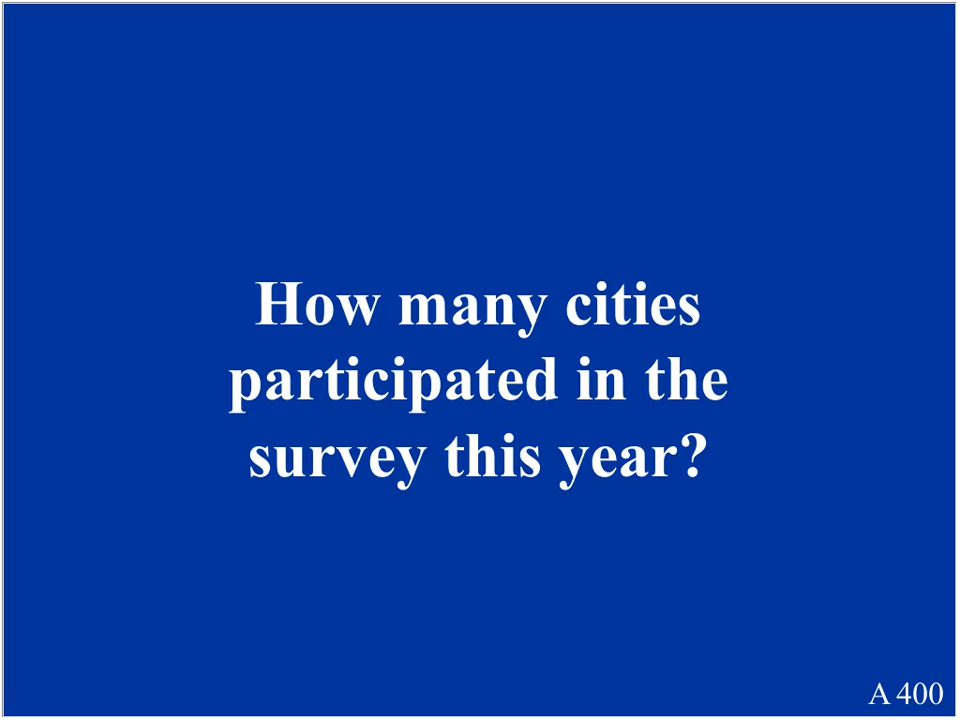 How many cities
participated in the
survey this year?
A 400